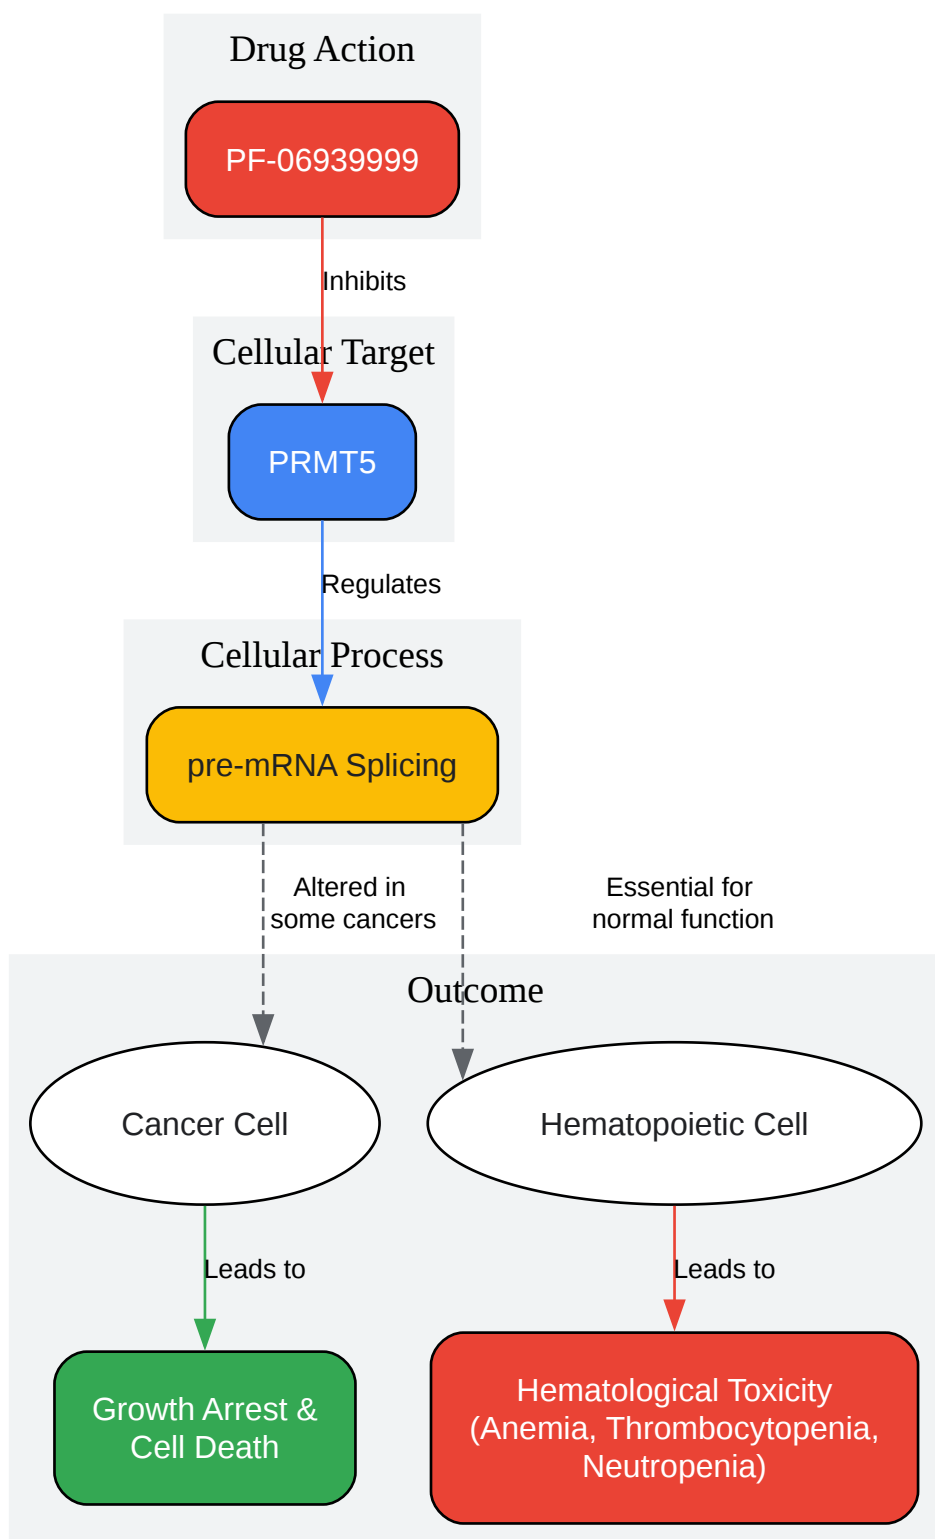 Drug Action
PF-06939999
Inhibits
Cellular Target
PRMT5
Regulates
Cellular Process
pre-mRNA Splicing
Altered in
some cancers
Essential for
normal function
Outcome
Cancer Cell
Hematopoietic Cell
Leads to
Leads to
Growth Arrest &
Cell Death
Hematological Toxicity
(Anemia, Thrombocytopenia,
Neutropenia)